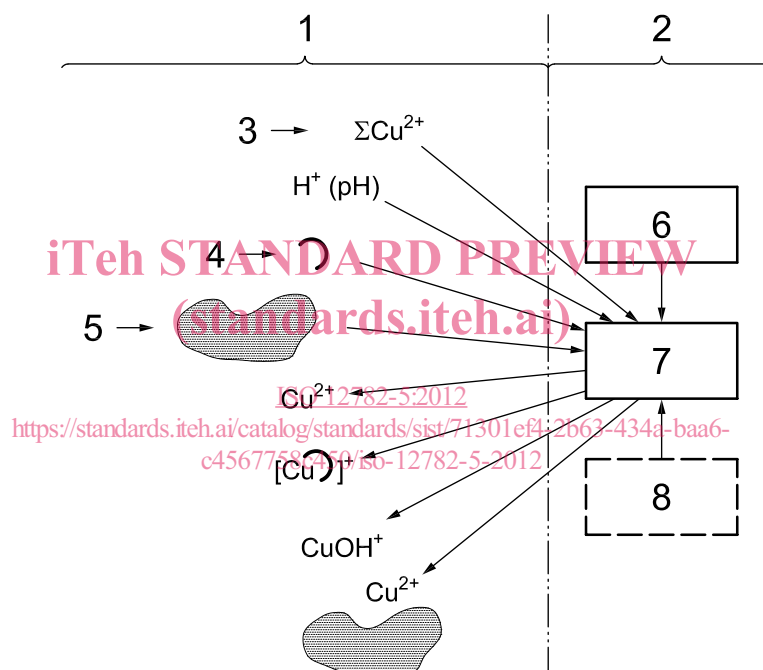 1 2
3 ΣCu²⁺
H⁺ (pH)
6
iTeh STANDARD PREVIEW
4
(standards.iteh.ai)
5
7
ISO 12782-5:2012
Cu²⁺
https://standards.iteh.ai/catalog/standards/sist/71301ef4-2b63-434a-baa6-
c4567758c450/iso-12782-5-2012
[Cu ]⁺
8
CuOH⁺
Cu²⁺